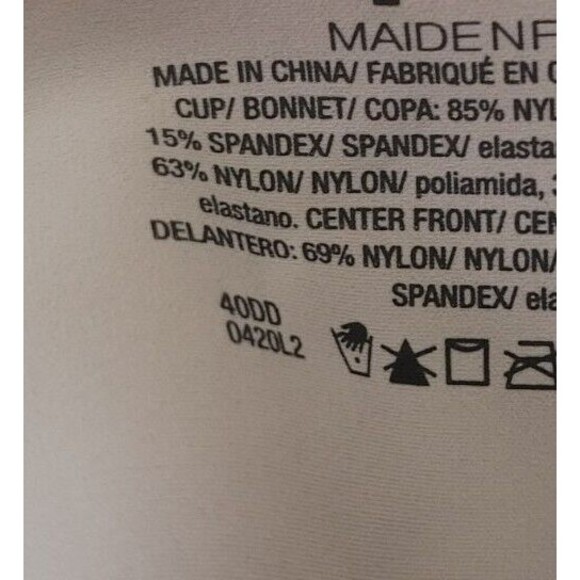 MAIDENF
MADE IN CHINA/ FABRIQUÉ EN C
CUP/ BONNET/ COPA: 85% NYL
15% SPANDEX/ SPANDEX/ elasta
63% NYLON/ NYLON/ poliamida, 3
elastano. CENTER FRONT/ CEN
DELANTERO: 69% NYLON/ NYLON/
SPANDEX/ ela
40DD
0420L2